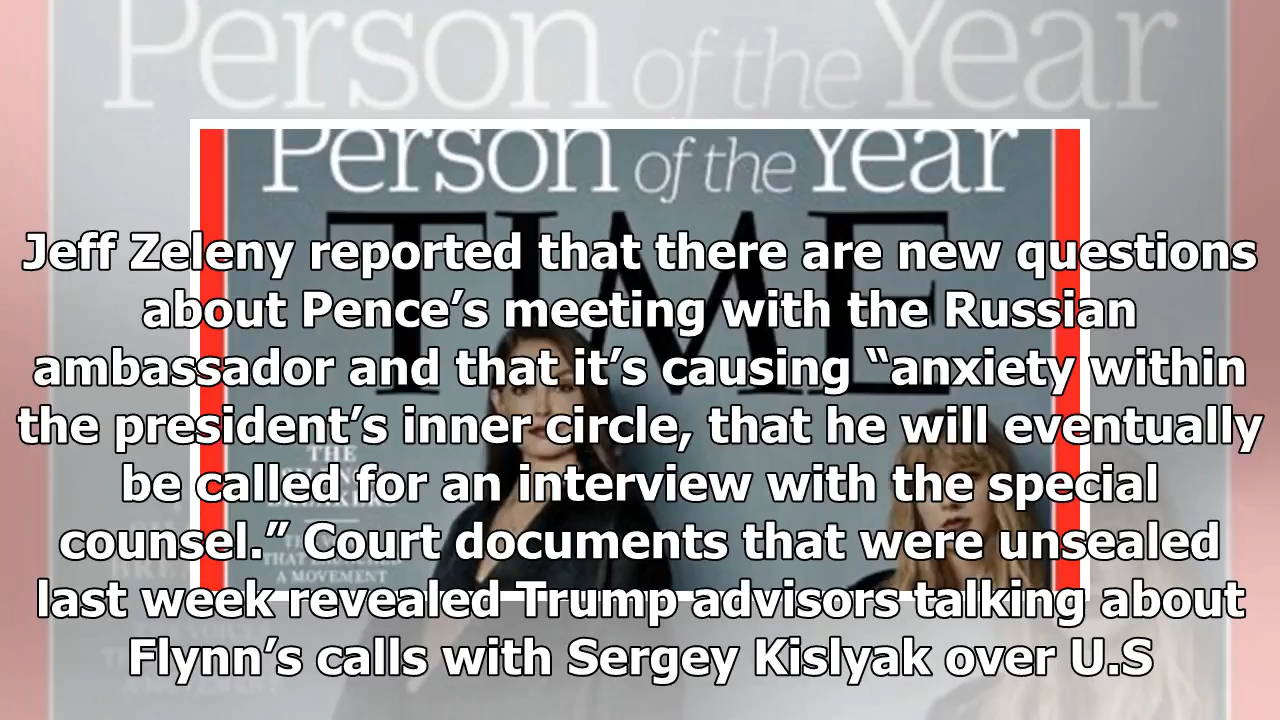 Person of the Year
Person of the Year
TIME
Jeff Zeleny reported that there are new questions
about Pence’s meeting with the Russian
ambassador and that it’s causing “anxiety within
the president’s inner circle, that he will eventually
THE
be called for an interview with the special
counsel.” Court documents that were unsealed
A MOVEMENT
last week revealed Trump advisors talking about
Flynn’s calls with Sergey Kislyak over U.S